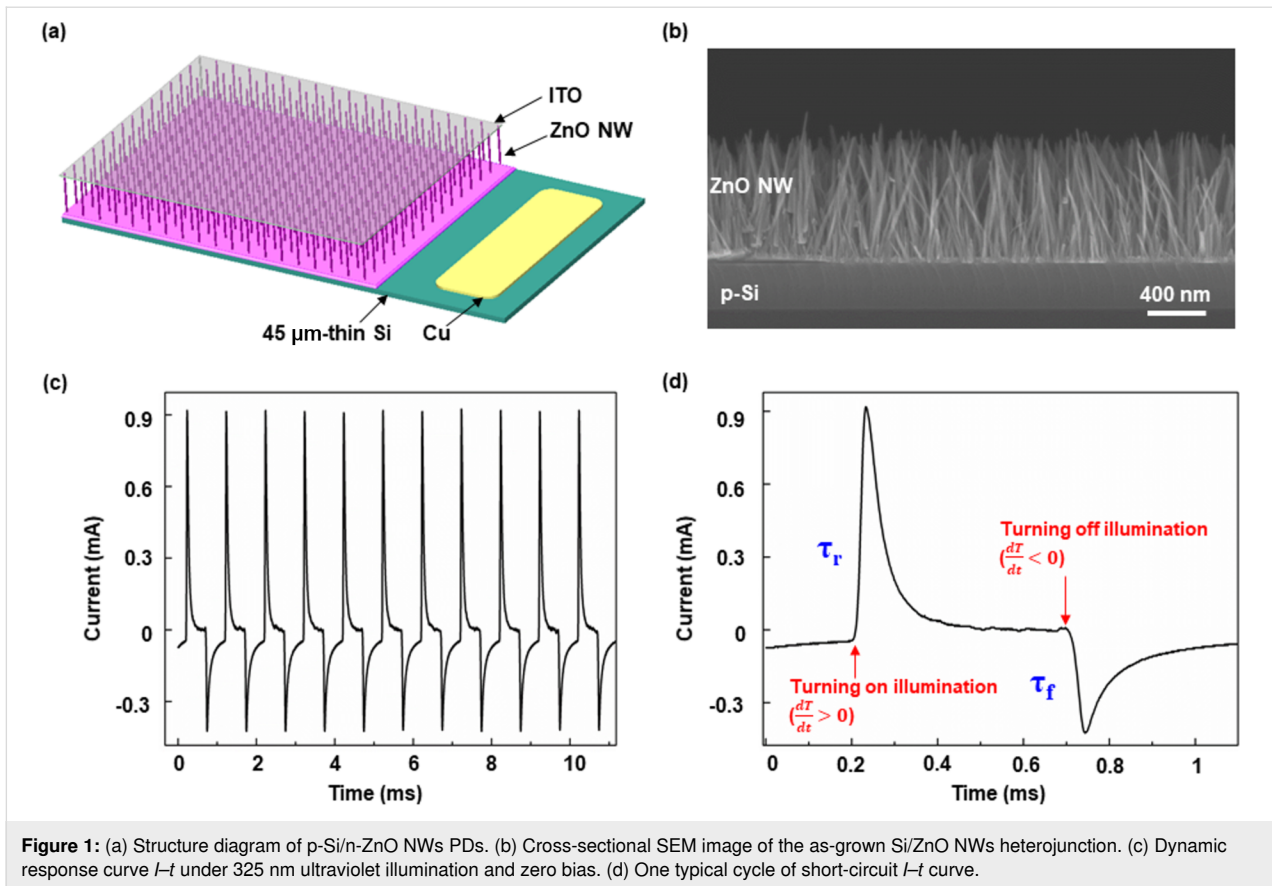 (a)
ITO
ZnO NW
45 μm-thin Si
Cu
(b)
ZnO NW
p-Si
400 nm
(c)
Current (mA)
0.9
0.6
0.3
0
-0.3
0 2 4 6 8 10
Time (ms)
(d)
Current (mA)
0.9
0.6
0.3
0
-0.3
τr
Turning on illumination
(dT/dt > 0)
Turning off illumination
(dT/dt < 0)
τf
0 0.2 0.4 0.6 0.8 1
Time (ms)
Figure 1: (a) Structure diagram of p-Si/n-ZnO NWs PDs. (b) Cross-sectional SEM image of the as-grown Si/ZnO NWs heterojunction. (c) Dynamic
response curve I–t under 325 nm ultraviolet illumination and zero bias. (d) One typical cycle of short-circuit I–t curve.